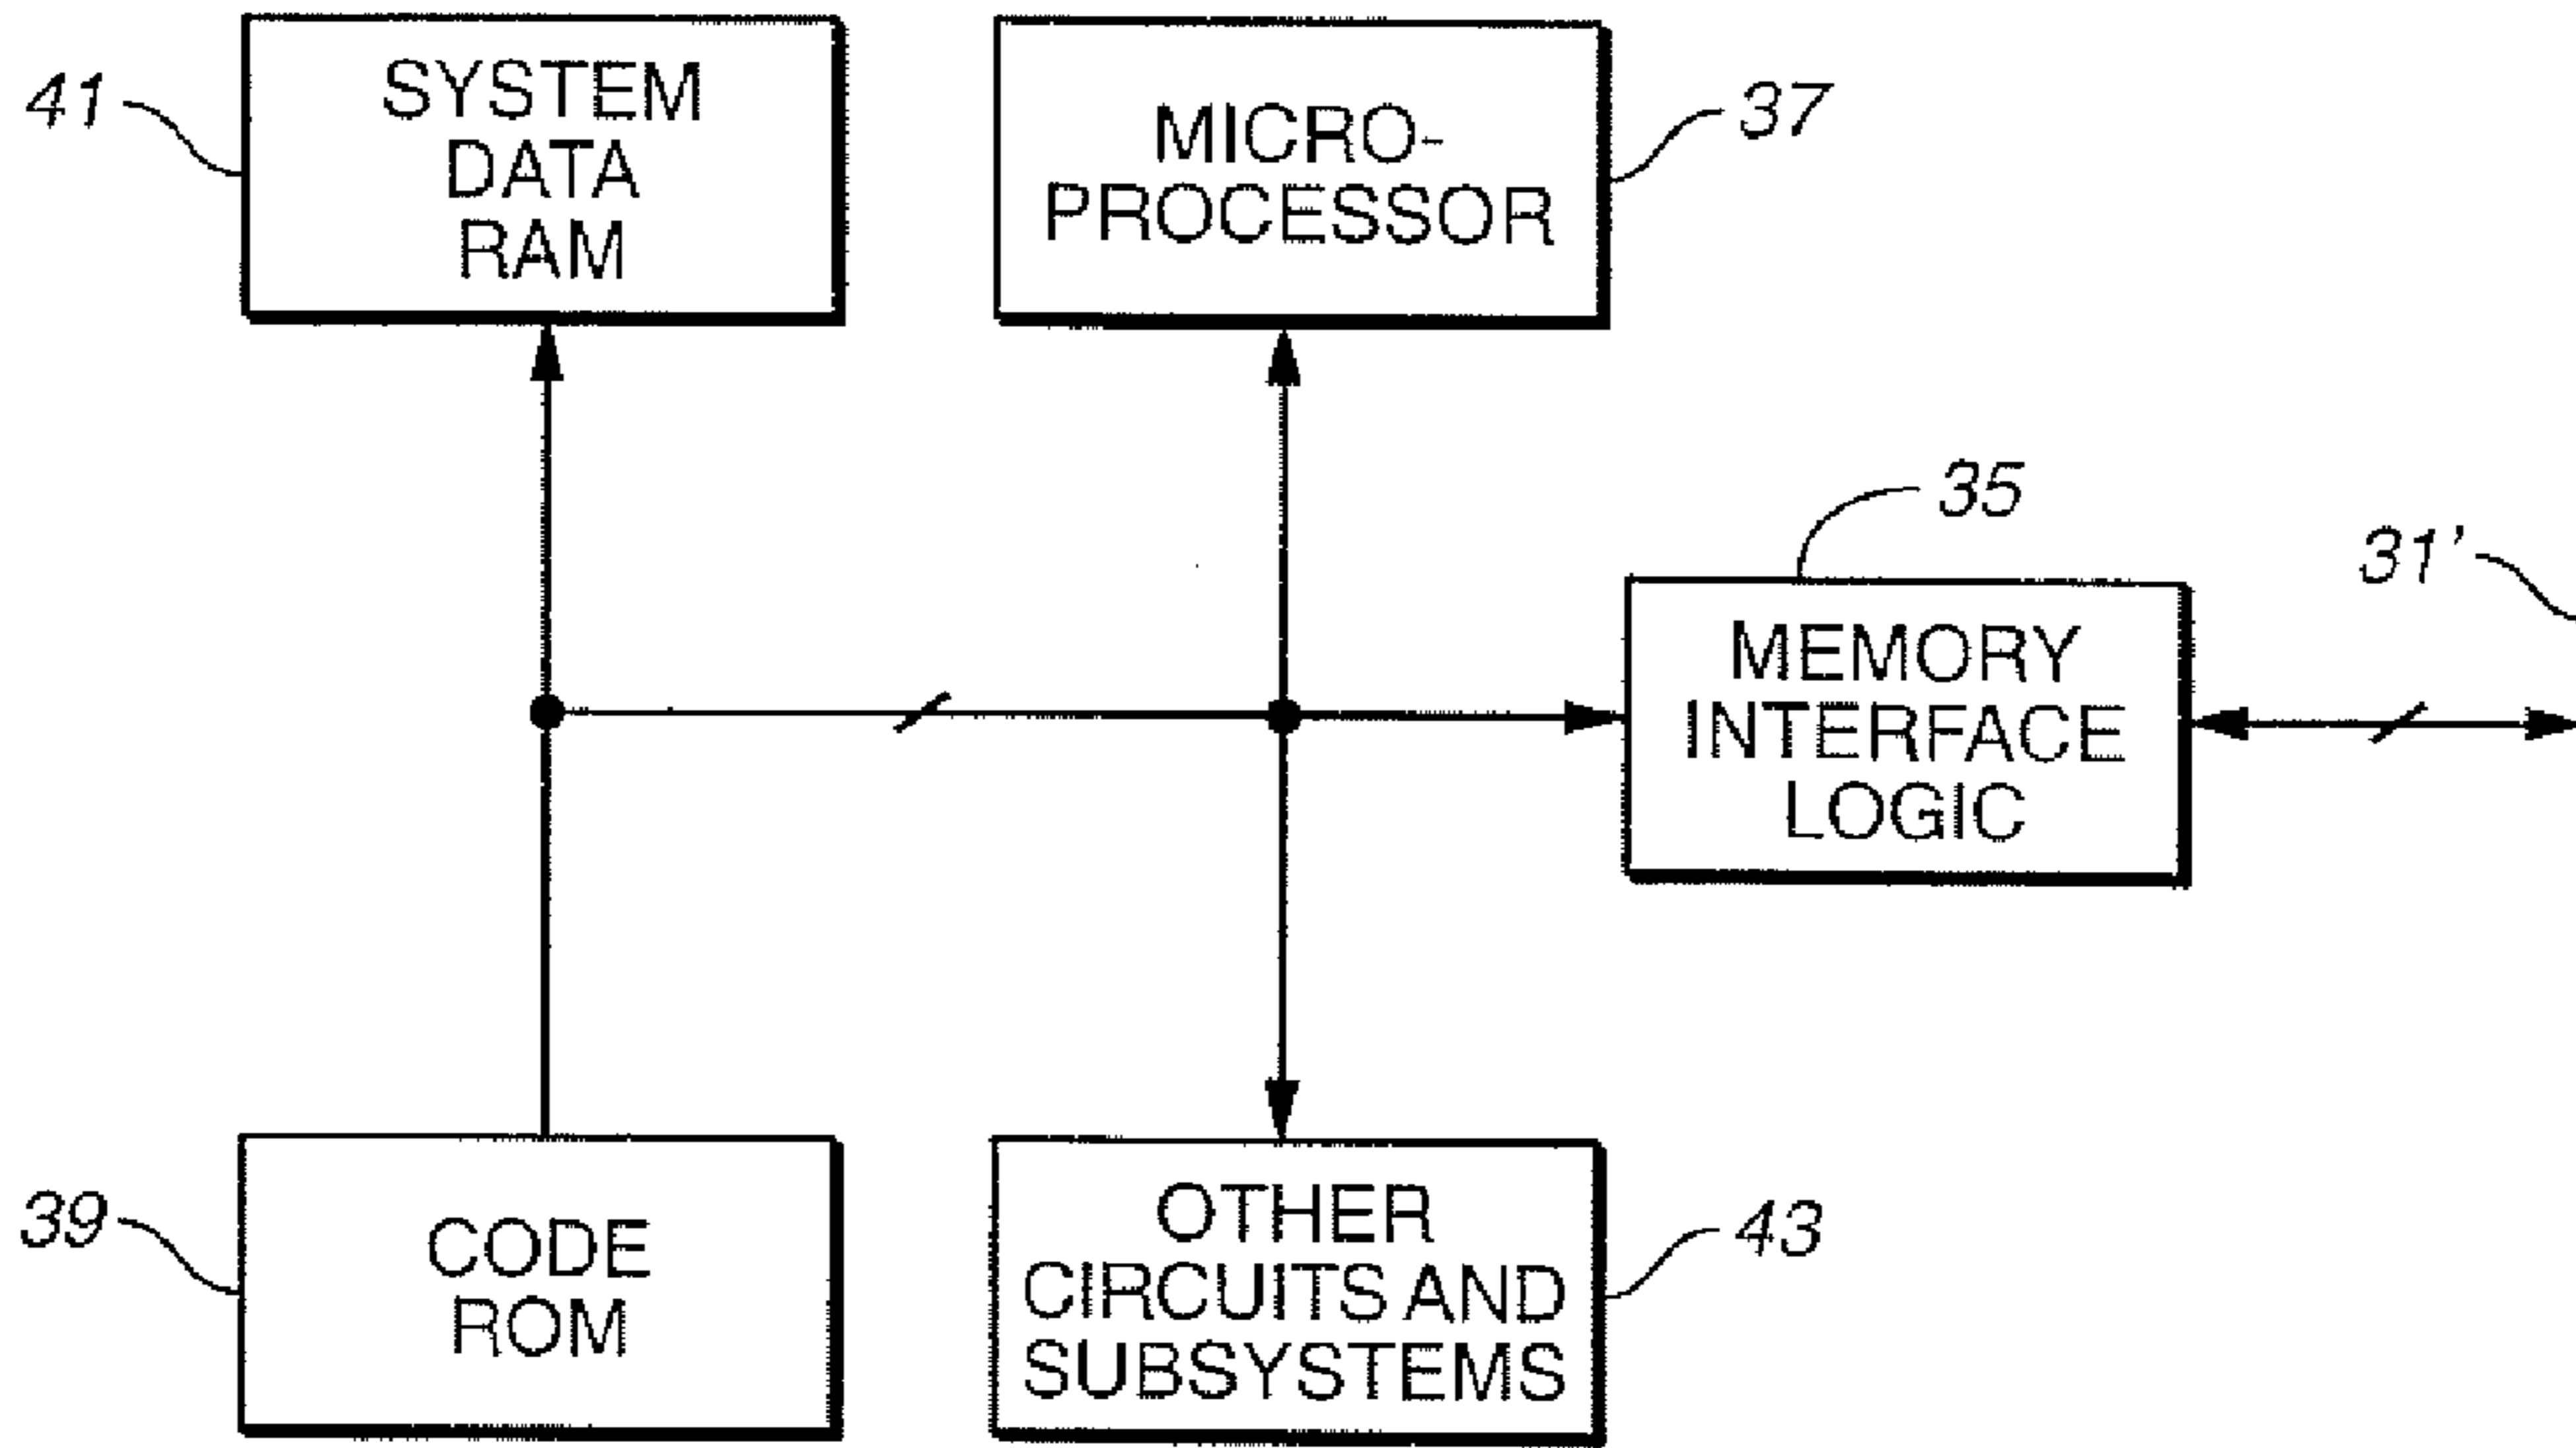 41
SYSTEM
DATA
RAM
MICRO-
PROCESSOR
37
35
31’
MEMORY
INTERFACE
LOGIC
39
CODE
ROM
OTHER
CIRCUITS AND
SUBSYSTEMS
43